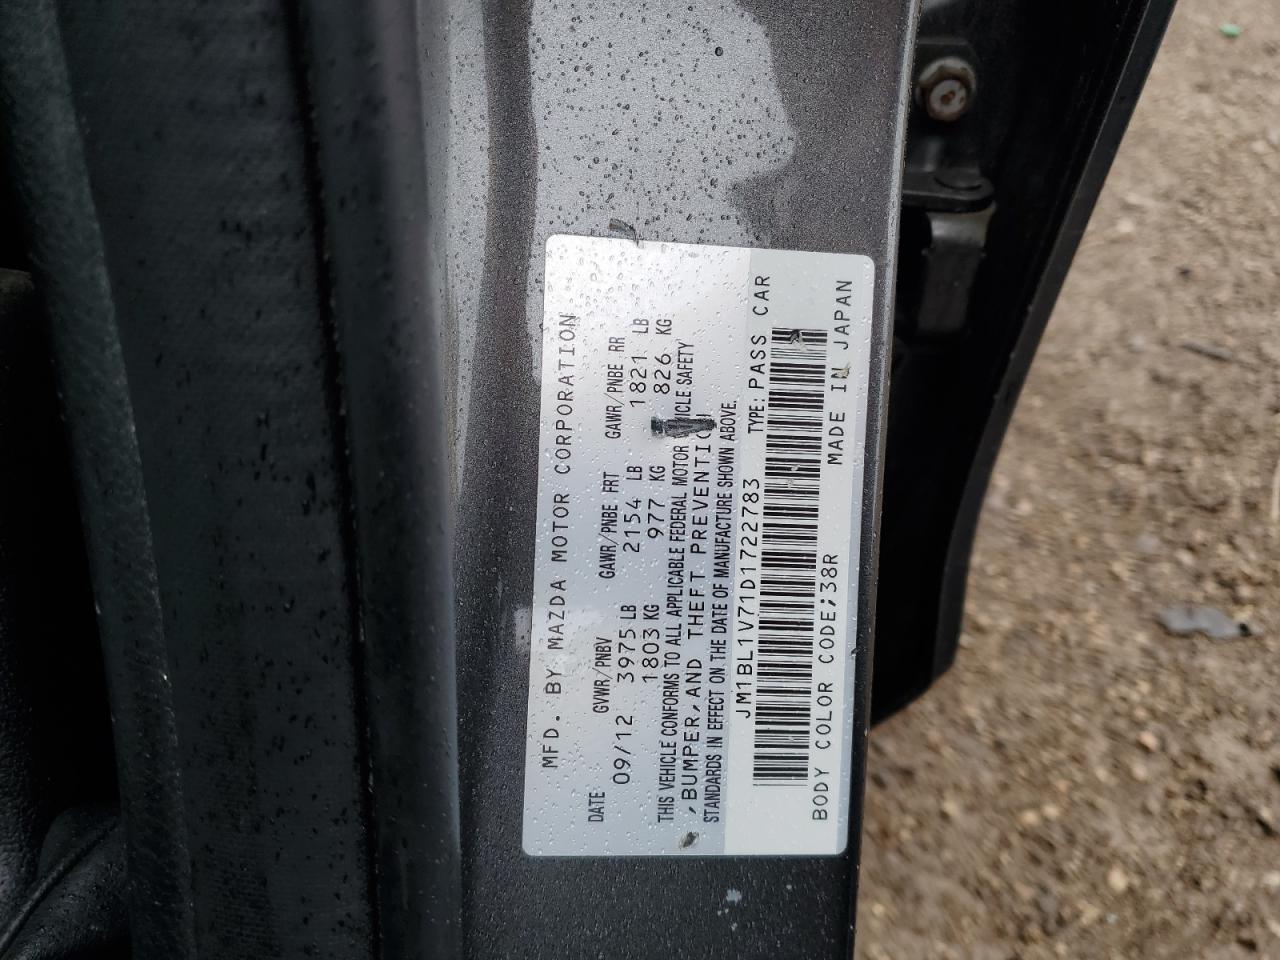 MFD. BY MAZDA MOTOR CORPORATION
DATE GVWR/PNBV GAWR/PNBE FRT GAWR/PNBE RR
09/12 3975 LB 2154 LB 1821 LB
1803 KG 977 KG 826 KG
THIS VEHICLE CONFORMS TO ALL APPLICABLE FEDERAL MOTOR SAFETY
,BUMPER,AND THEFT
STANDARDS IN EFFECT ON THE DATE OF MANUFACTURE SHOWN ABOVE.
JM1BL1V71D1722783 TYPE: PASS CAR
BODY COLOR CODE;38R MADE IN JAPAN